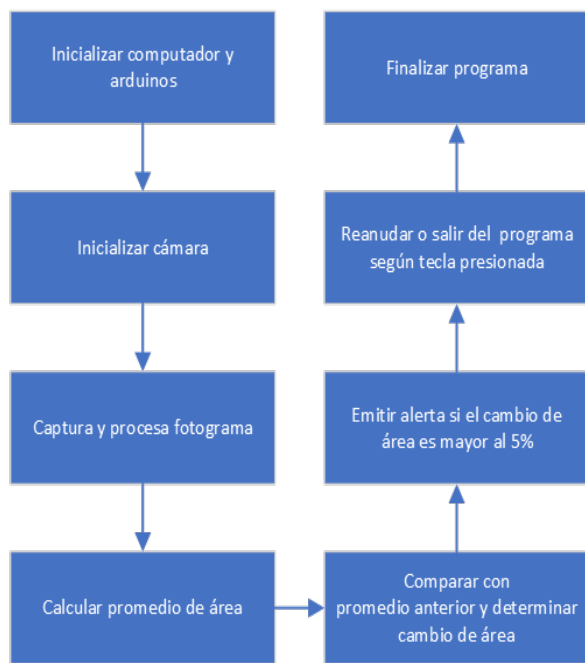 Inicializar computador y
arduinos
Inicializar cámara
Captura y procesa fotograma
Calcular promedio de área
Comparar con
promedio anterior y determinar
cambio de área
Emitir alerta si el cambio de
área es mayor al 5%
Reanudar o salir del programa
según tecla presionada
Finalizar programa